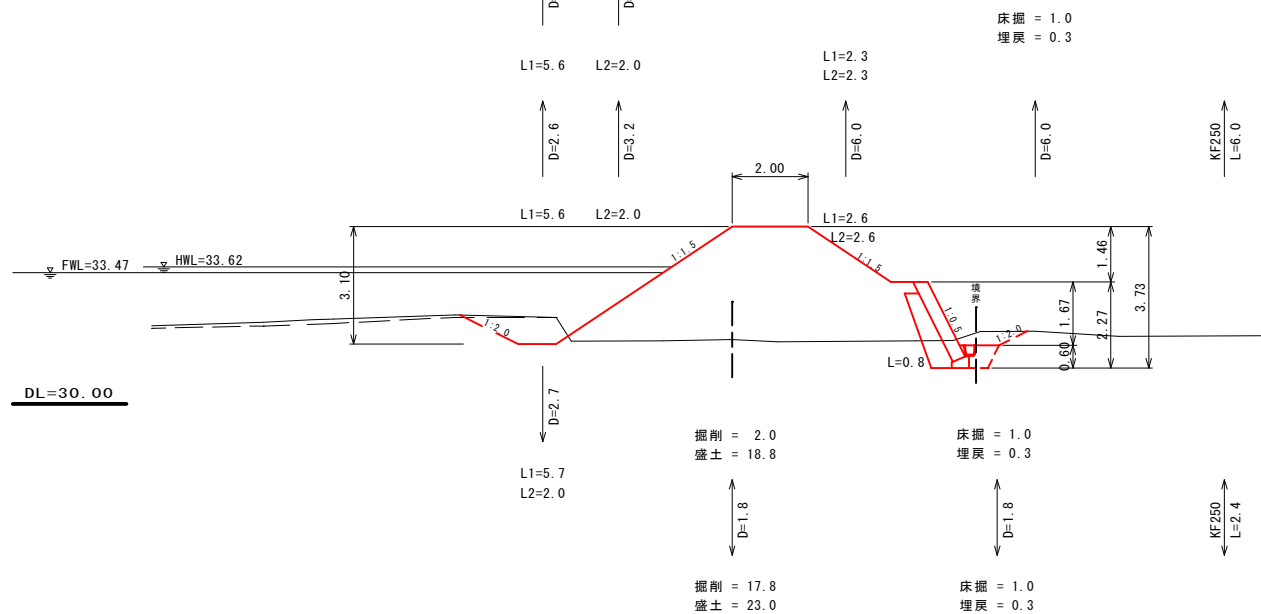 D=
D=
床掘 = 1.0
埋戻 = 0.3
L1=5.6
L2=2.0
L1=2.3
L2=2.3
D=2.6
D=3.2
D=6.0
D=6.0
KF250
L=6.0
2.00
L1=5.6
L2=2.0
L1=2.6
L2=2.6
1:1.5
1:1.5
FWL=33.47
HWL=33.62
3.10
1.46
3.73
境界
1:0.5
1.67
2.27
1:2.0
1:2.0
0.60
L=0.8
DL=30.00
D=2.7
掘削 = 2.0
盛土 = 18.8
床掘 = 1.0
埋戻 = 0.3
L1=5.7
L2=2.0
D=1.8
D=1.8
KF250
L=2.4
掘削 = 17.8
盛土 = 23.0
床掘 = 1.0
埋戻 = 0.3